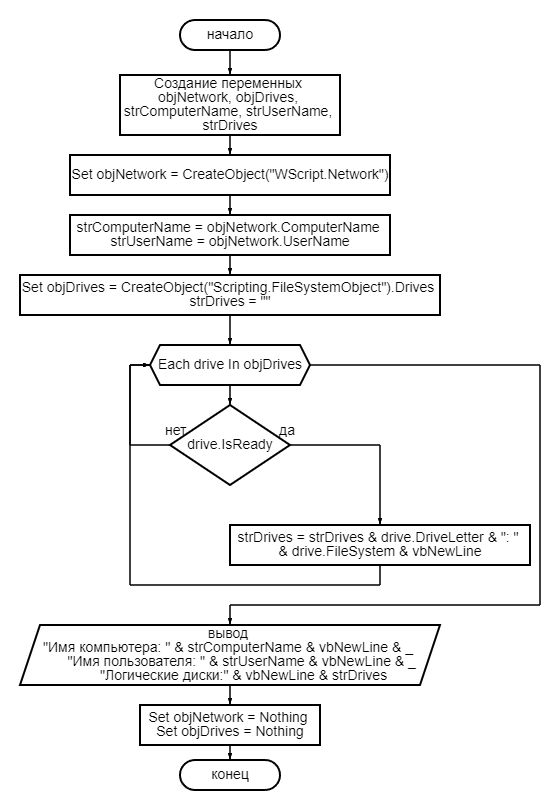 начало
Создание переменных
objNetwork, objDrives,
strComputerName, strUserName,
strDrives
Set objNetwork = CreateObject("WScript.Network")
strComputerName = objNetwork.ComputerName
strUserName = objNetwork.UserName
Set objDrives = CreateObject("Scripting.FileSystemObject").Drives
strDrives = ""
Each drive In objDrives
нет
да
drive.IsReady
strDrives = strDrives & drive.DriveLetter & ": "
& drive.FileSystem & vbNewLine
вывод
"Имя компьютера: " & strComputerName & vbNewLine & _
"Имя пользователя: " & strUserName & vbNewLine & _
"Логические диски:" & vbNewLine & strDrives
Set objNetwork = Nothing
Set objDrives = Nothing
конец